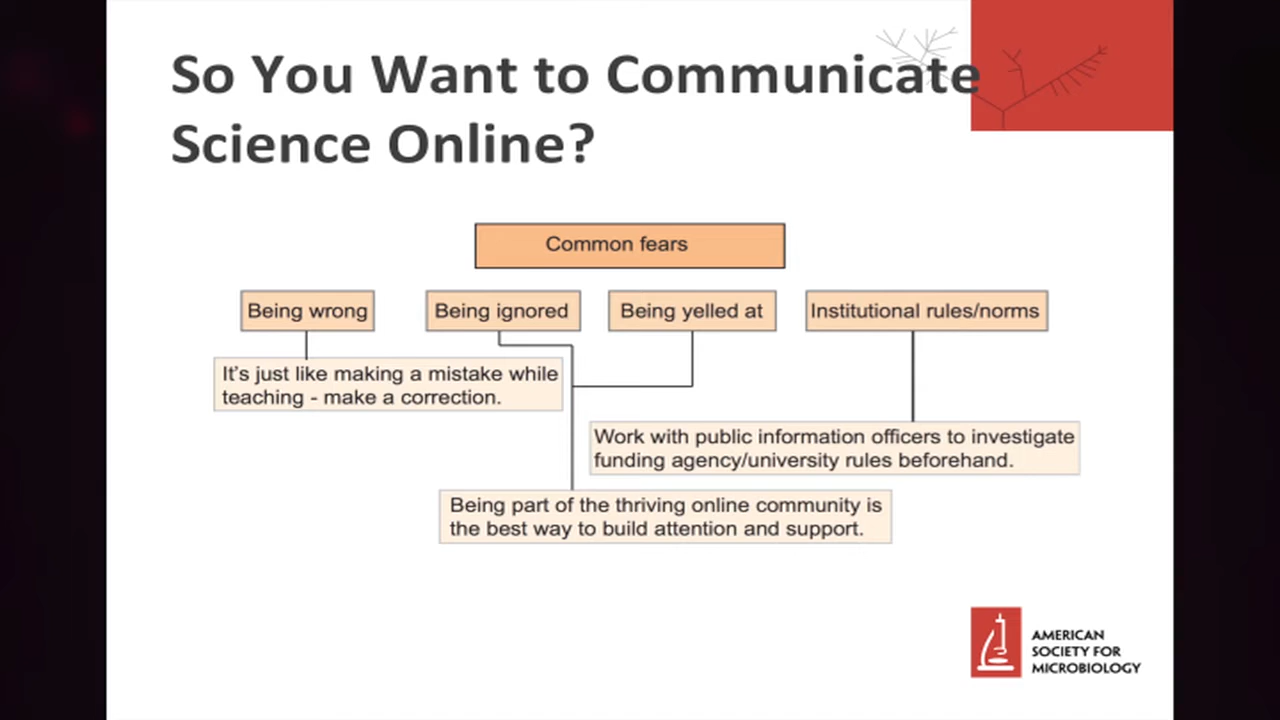 So You Want to Communicate
Science Online?
Common fears
Being wrong
Being ignored
Being yelled at
Institutional rules/norms
It's just like making a mistake while
teaching - make a correction.
Work with public information officers to investigate
funding agency/university rules beforehand.
Being part of the thriving online community is
the best way to build attention and support.
AMERICAN
SOCIETY FOR
MICROBIOLOGY